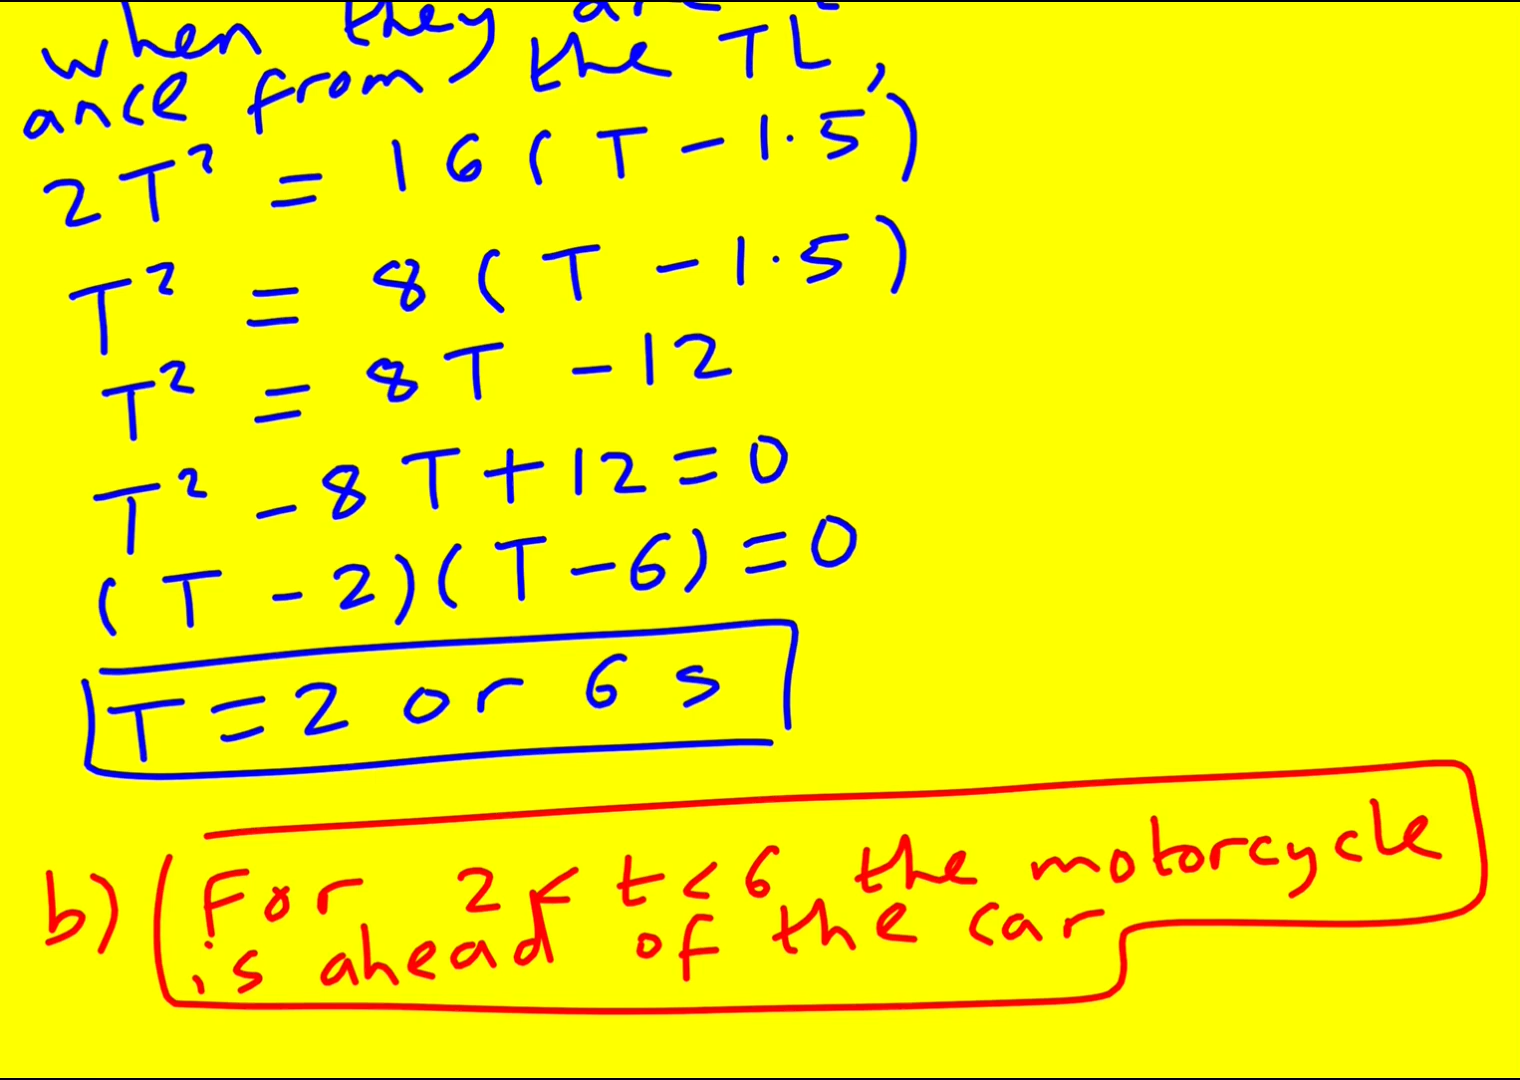 when they
ance from the TL,
2T² = 16(T - 1.5)
T² = 8(T - 1.5)
T² = 8T - 12
T² - 8T + 12 = 0
(T - 2)(T - 6) = 0
T = 2 or 6 s
b) For 2 < t < 6 the motorcycle
is ahead of the car